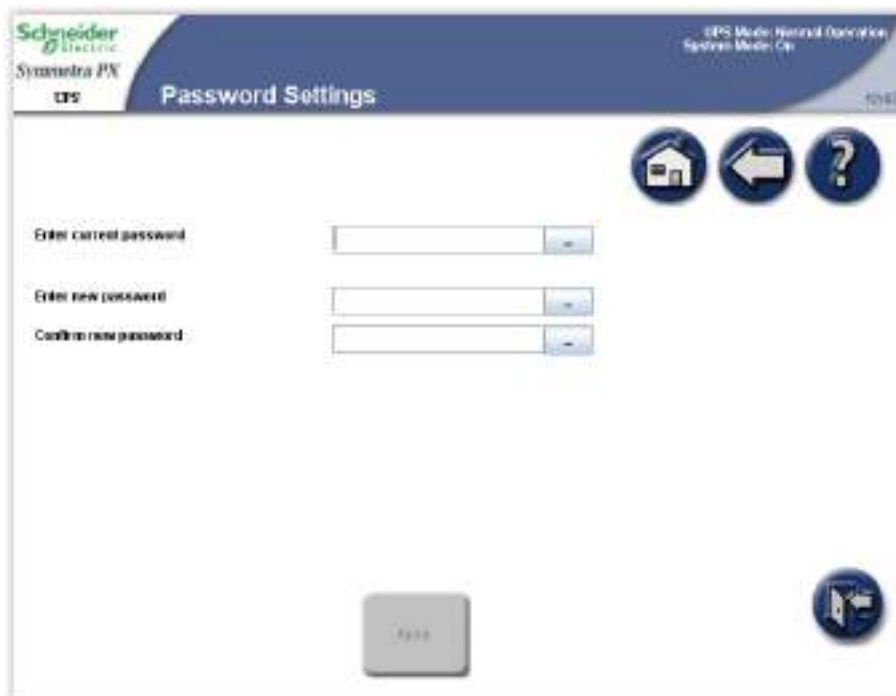 Schneider
Electric
Symmetra PX
UPS
Password Settings
UPS Mode: Normal Operation
System Mode: On
?
Enter current password
...
Enter new password
...
Confirm new password
...